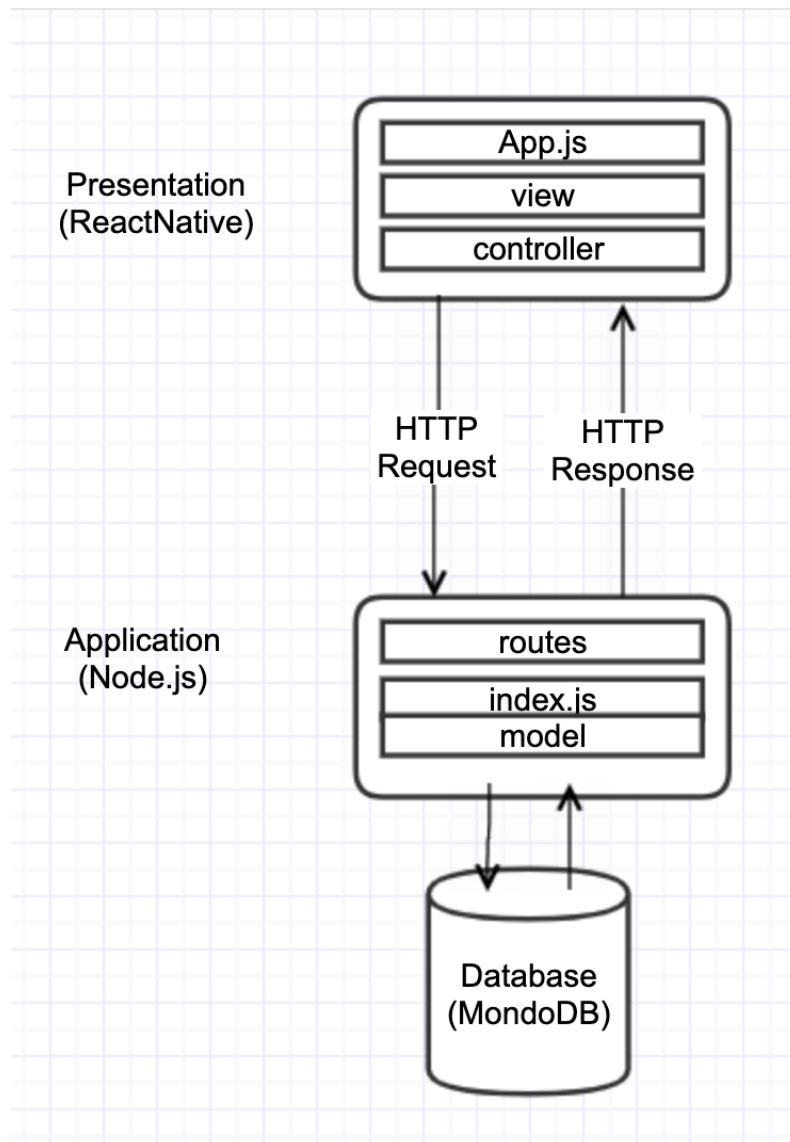 App.js
Presentation
(ReactNative)
view
controller
HTTP
Request
HTTP
Response
Application
(Node.js)
routes
index.js
model
Database
(MondoDB)